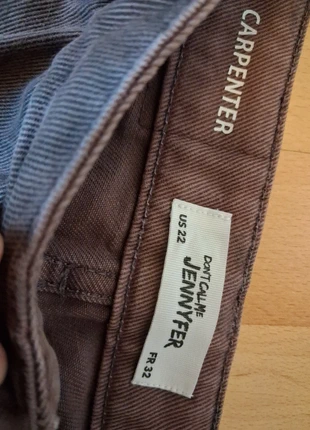 CARPENTER
US 22
DON'T CALL ME
JENNYFER
FR 32